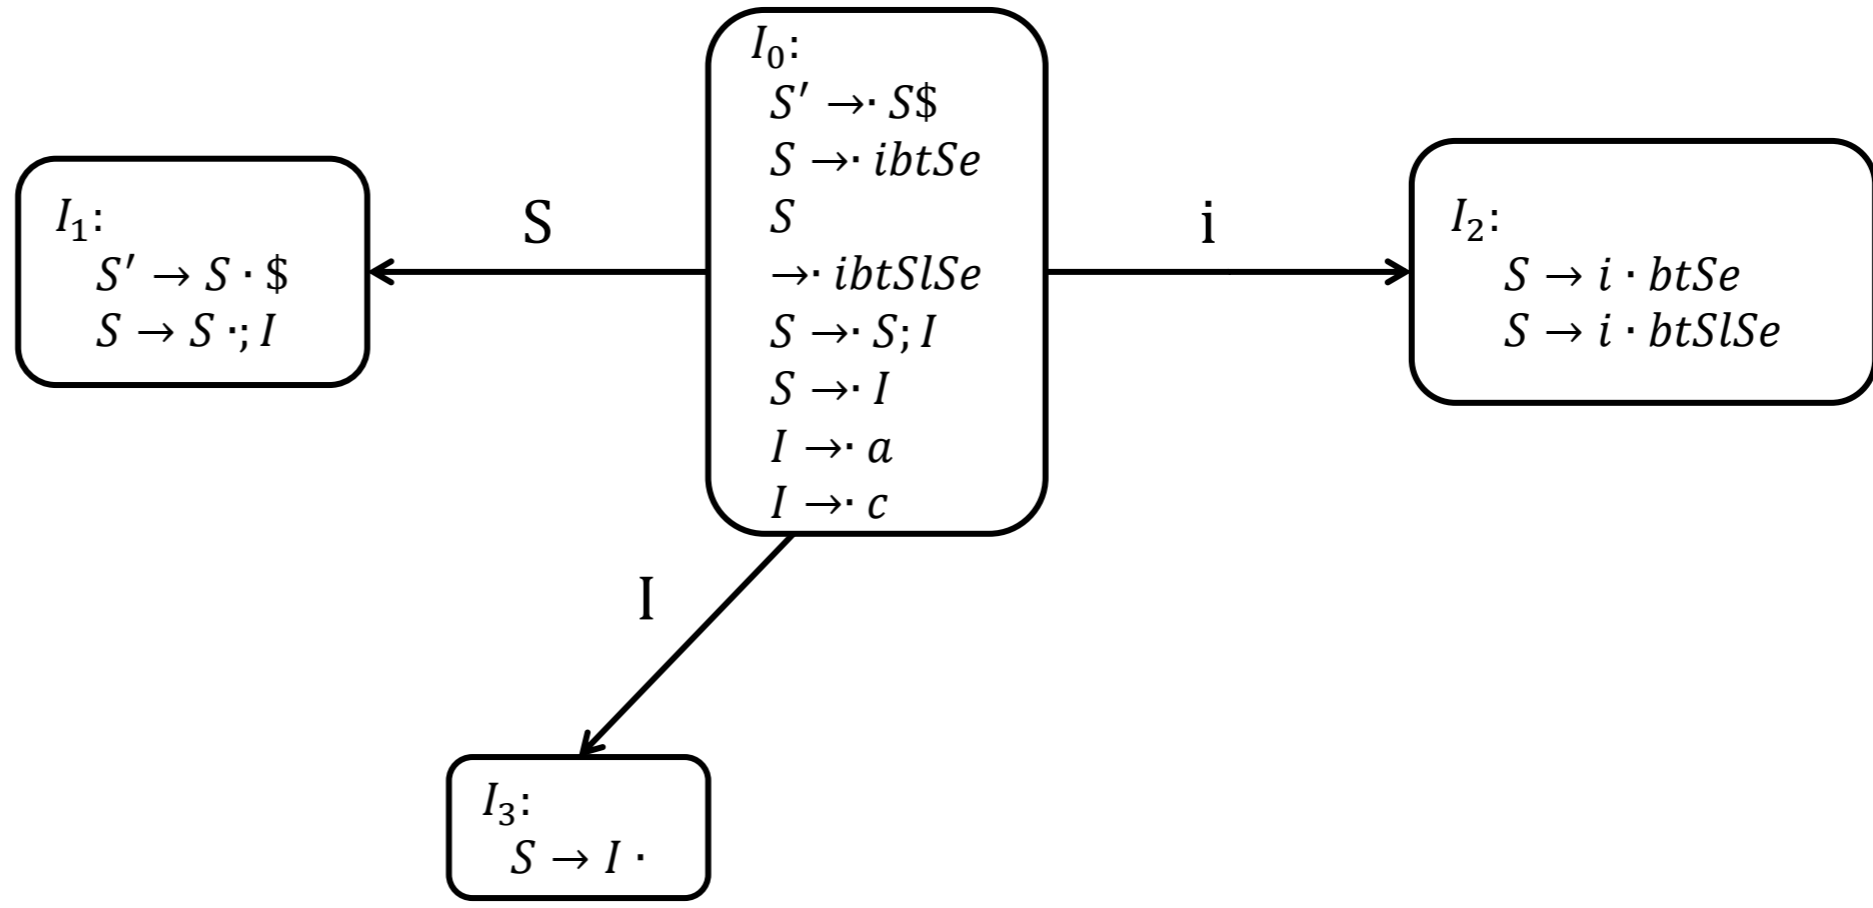 I₀:
S′ →· S$
S →· ibtSe
S
→· ibtSlSe
S →· S; I
S →· I
I →· a
I →· c
S
I₁:
S′ → S · $
S → S ·; I
i
I₂:
S → i · btSe
S → i · btSlSe
I
I₃:
S → I ·